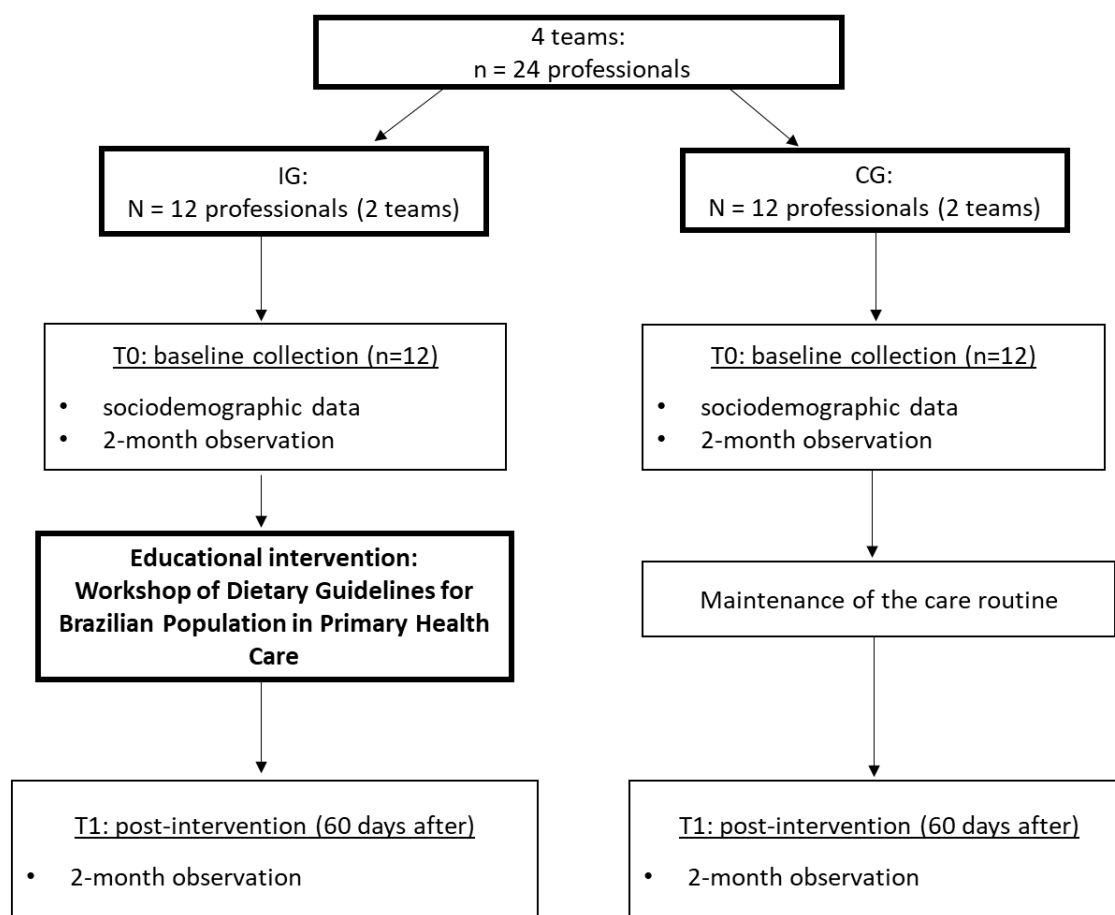 4 teams:
n = 24 professionals
IG:
N = 12 professionals (2 teams)
CG:
N = 12 professionals (2 teams)
T0: baseline collection (n=12)
• sociodemographic data
• 2-month observation
T0: baseline collection (n=12)
• sociodemographic data
• 2-month observation
Educational intervention:
Workshop of Dietary Guidelines for
Brazilian Population in Primary Health
Care
Maintenance of the care routine
T1: post-intervention (60 days after)
• 2-month observation
T1: post-intervention (60 days after)
• 2-month observation